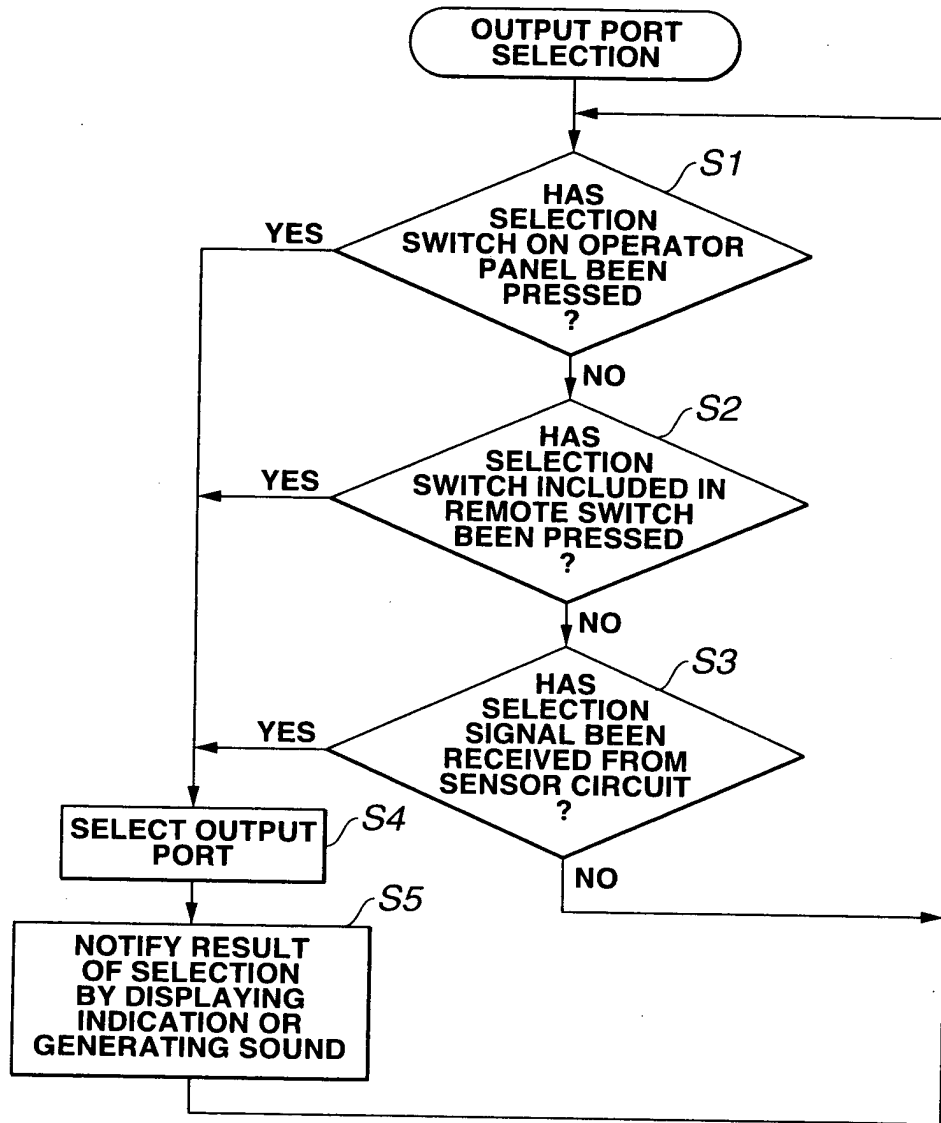 OUTPUT PORT
SELECTION
S1
HAS
SELECTION
SWITCH ON OPERATOR
PANEL BEEN
PRESSED
?
YES
NO
S2
HAS
SELECTION
SWITCH INCLUDED IN
REMOTE SWITCH
BEEN PRESSED
?
YES
NO
S3
HAS
SELECTION
SIGNAL BEEN
RECEIVED FROM
SENSOR CIRCUIT
?
YES
NO
SELECT OUTPUT
PORT
S4
S5
NOTIFY RESULT
OF SELECTION
BY DISPLAYING
INDICATION OR
GENERATING SOUND